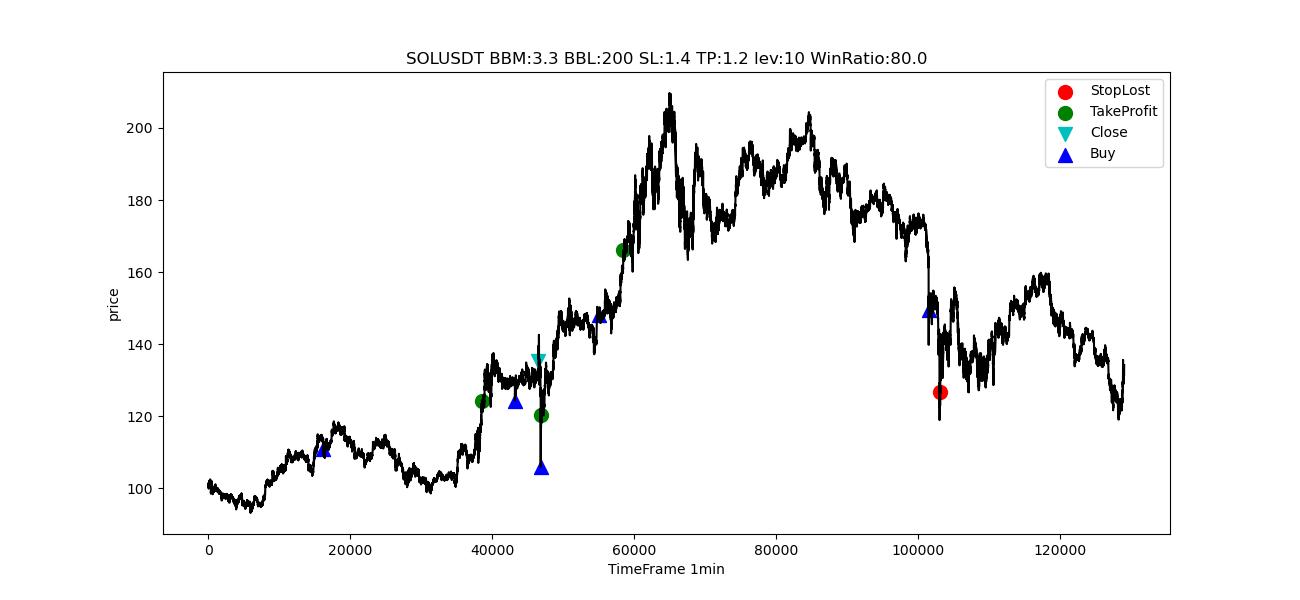 SOLUSDT BBM:3.3 BBL:200 SL:1.4 TP:1.2 lev:10 WinRatio:80.0
StopLost
TakeProfit
Close
Buy
200
180
160
140
120
100
price
0 20000 40000 60000 80000 100000 120000
TimeFrame 1min